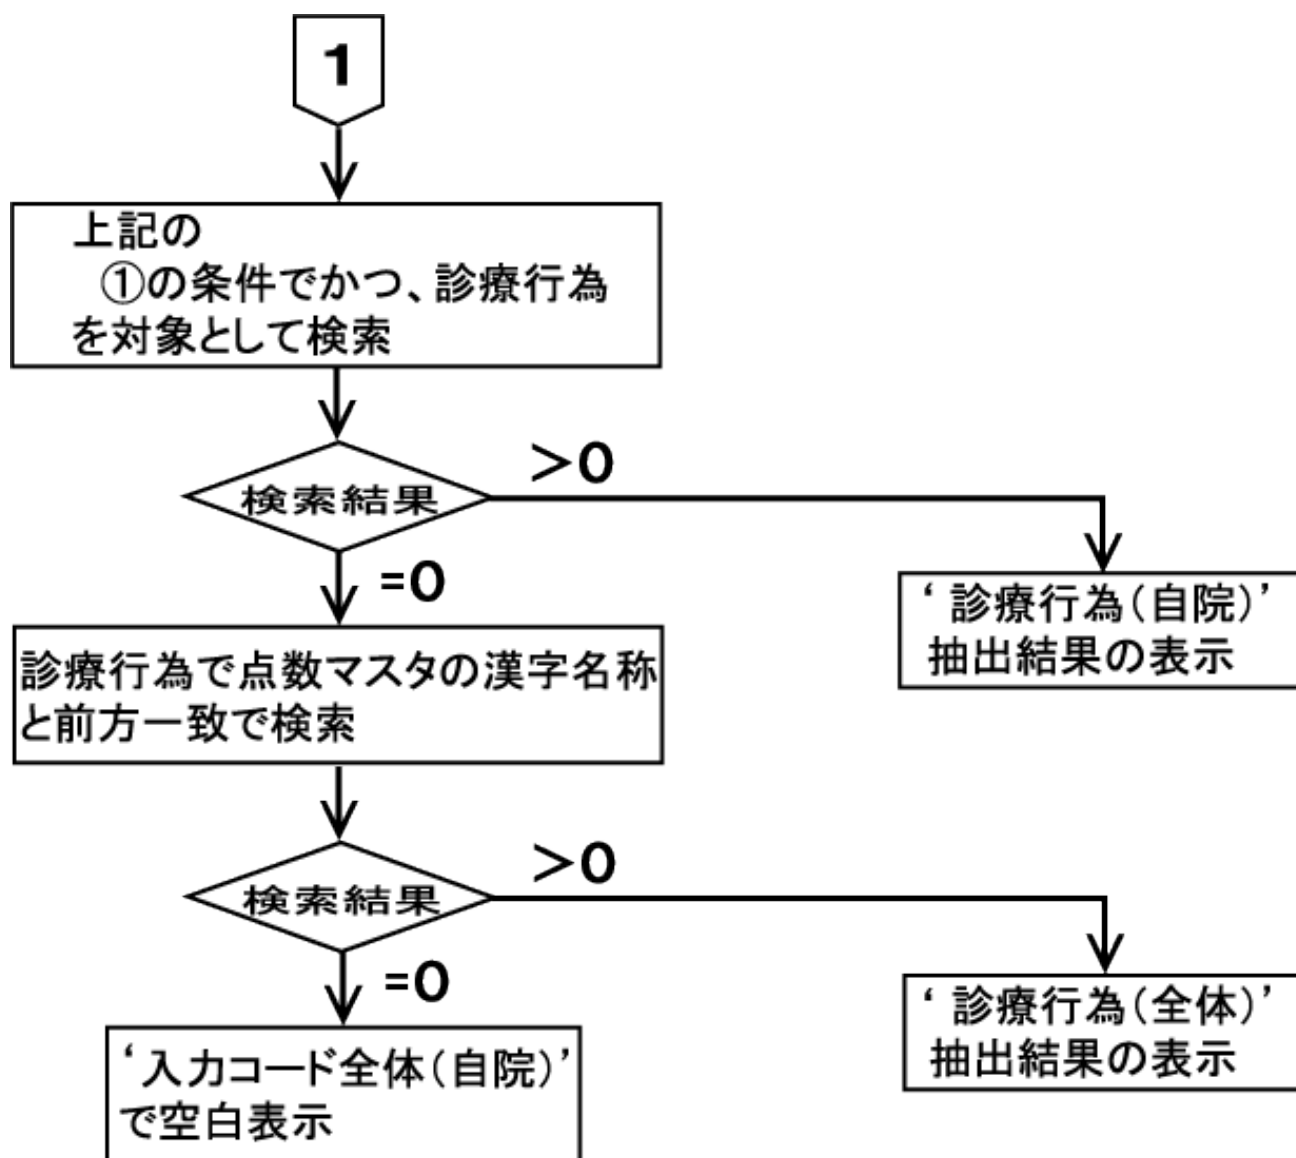 1
上記の
①の条件でかつ、診療行為
を対象として検索
検索結果
>0
‘診療行為(自院)’
抽出結果の表示
=0
診療行為で点数マスタの漢字名称
と前方一致で検索
検索結果
>0
‘診療行為(全体)’
抽出結果の表示
=0
‘入力コード全体(自院)’
で空白表示